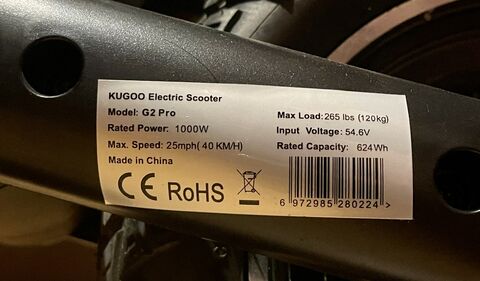 KUGOO Electric Scooter
Model: G2 Pro
Rated Power: 1000W
Max. Speed: 25mph( 40 KM/H)
Made in China
CE RoHS
Max Load: 265 lbs (120kg)
Input Voltage: 54.6V
Rated Capacity: 624Wh
6 972985 280224 >